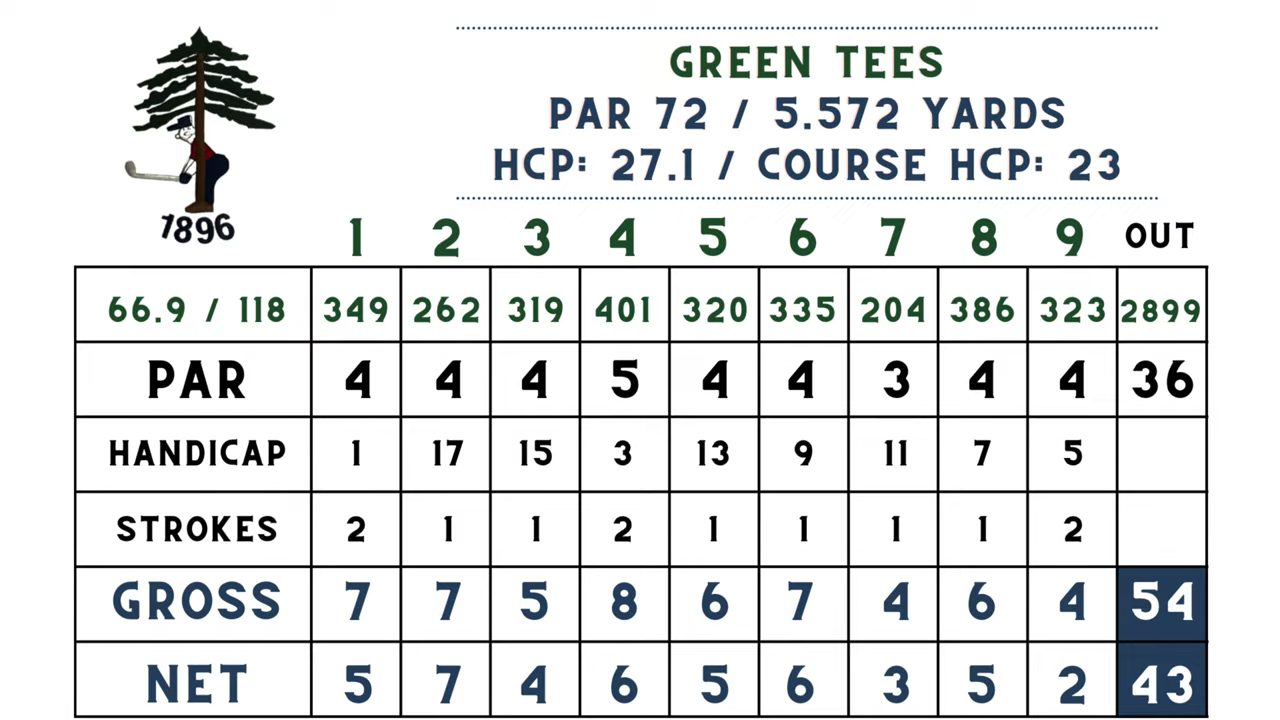 GREEN TEES
PAR 72 / 5.572 YARDS
HCP: 27.1 / COURSE HCP: 23
1896
1 2 3 4 5 6 7 8 9 OUT
66.9 / 118 349 262 319 401 320 335 204 386 323 2899
PAR 4 4 4 5 4 4 3 4 4 36
HANDICAP 1 17 15 3 13 9 11 7 5
STROKES 2 1 1 2 1 1 1 1 2
GROSS 7 7 5 8 6 7 4 6 4 54
NET 5 7 4 6 5 6 3 5 2 43